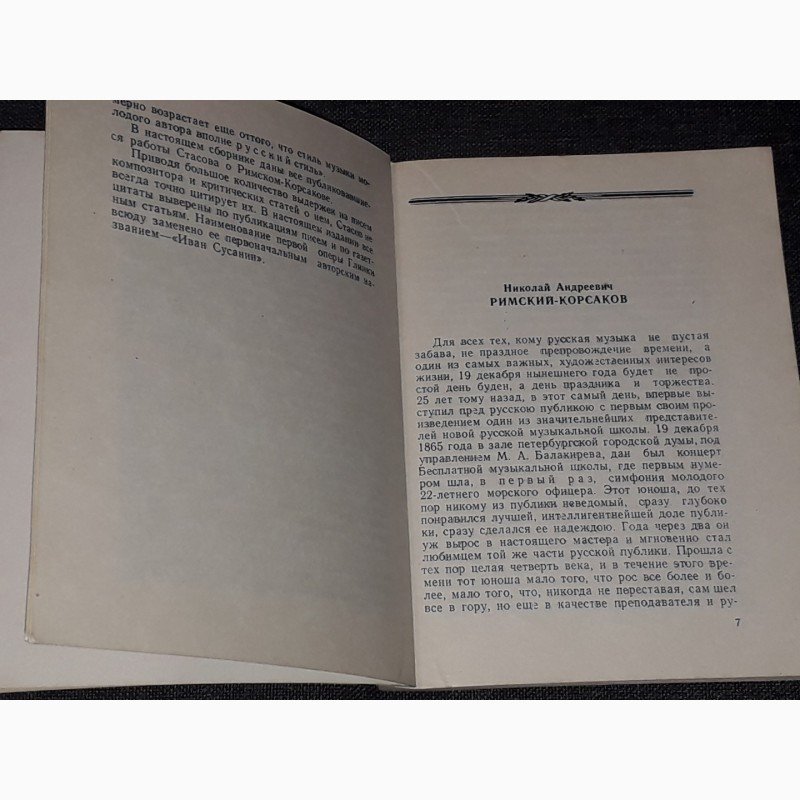 мерно возрастает еще оттого, что стиль музыки мо-
лодого автора вполне русский стиль».
В настоящем сборнике даны все публиковавшие-
ся работы Стасова о Римском-Корсакове.
Приводя большое количество выдержек из писем
композитора и критических статей о нем, Стасов не
всегда точно цитирует их. В настоящем издании все
цитаты выверены по публикациям писем и по газет-
ным статьям. Наименование первой оперы Глинки
всюду заменено ее первоначальным авторским на-
званием—«Иван Сусанин».
Николай Андреевич
РИМСКИЙ-КОРСАКОВ
Для всех тех, кому русская музыка не пустая
забава, не праздное препровождение времени, а
один из самых важных, художественных интересов
жизни, 19 декабря нынешнего года будет не про-
стой день буден, а день праздника и торжества.
25 лет тому назад, в этот самый день, впервые вы-
ступил пред русскою публикою с первым своим про-
изведением один из значительнейших представите-
лей новой русской музыкальной школы. 19 декабря
1865 года в зале петербургской городской думы, под
управлением М. А. Балакирева, дан был концерт
Бесплатной музыкальной школы, где первым нуме-
ром шла, в первый раз, симфония молодого
22-летнего морского офицера. Этот юноша, до тех
пор никому из публики неведомый, сразу глубоко
понравился лучшей, интеллигентнейшей доле публи-
ки, сразу сделался ее надеждою. Года через два он
уж вырос в настоящего мастера и мгновенно стал
любимцем той же части русской публики. Прошла с
тех пор целая четверть века, и в течение этого вре-
мени тот юноша мало того, что рос все более и бо-
лее, мало того, что, никогда не переставая, сам шел
все в гору, но еще в качестве преподавателя и ру-
7